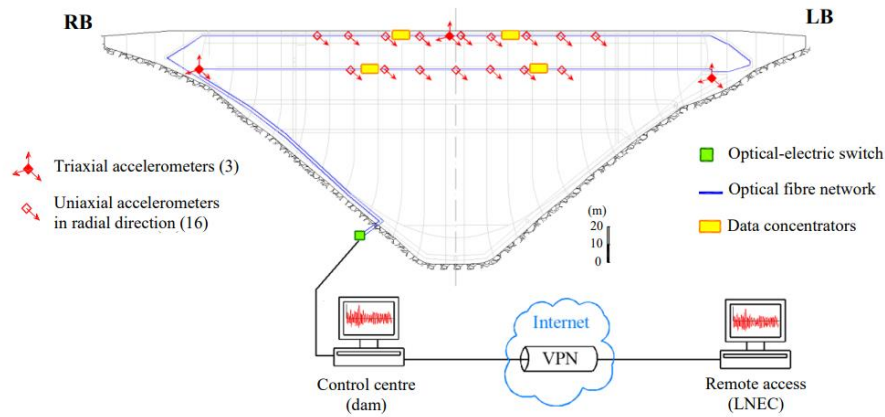 RB
LB
Triaxial accelerometers (3)
Uniaxial accelerometers
in radial direction (16)
Optical-electric switch
Optical fibre network
Data concentrators
(m)
20
10
0
Internet
VPN
Control centre
(dam)
Remote access
(LNEC)